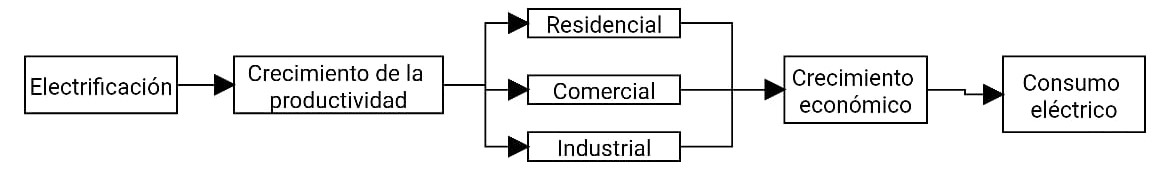 Electrificación
Crecimiento de la
productividad
Residencial
Comercial
Industrial
Crecimiento
económico
Consumo
eléctrico